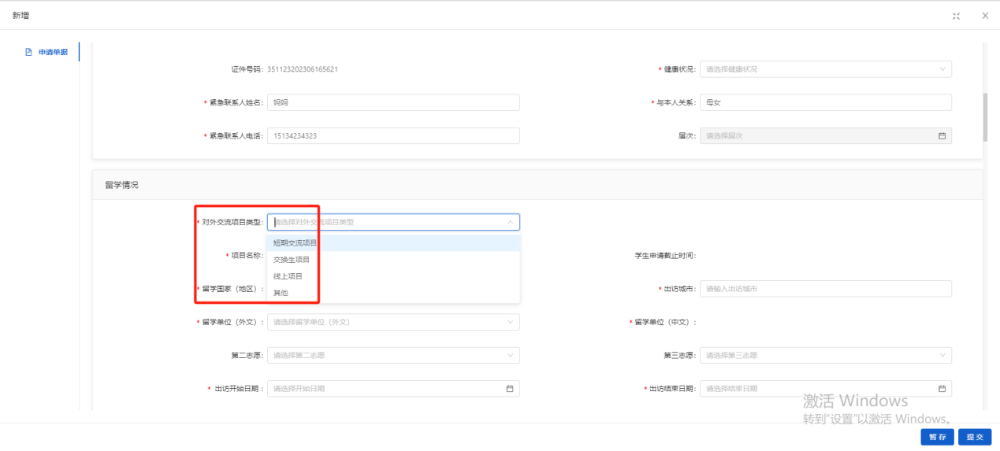 新增
申请单据
证件号码: 351123202306165621
* 健康状况: 请选择健康状况
* 紧急联系人姓名: 妈妈
* 与本人关系: 母女
* 紧急联系人电话: 15134234323
届次: 请选择届次
留学情况
* 对外交流项目类型: 请选择对外交流项目类型
短期交流项目
* 项目名称: 交换生项目
学生申请截止时间:
线上项目
* 留学国家（地区）: 其他
* 出访城市: 请输入出访城市
* 留学单位（外文）: 请选择留学单位（外文）
* 留学单位（中文）:
第二志愿: 请选择第二志愿
第三志愿: 请选择第三志愿
* 出访开始日期: 请选择开始日期
* 出访结束日期: 请选择结束日期
激活 Windows
转到"设置"以激活 Windows。
暂存 提交